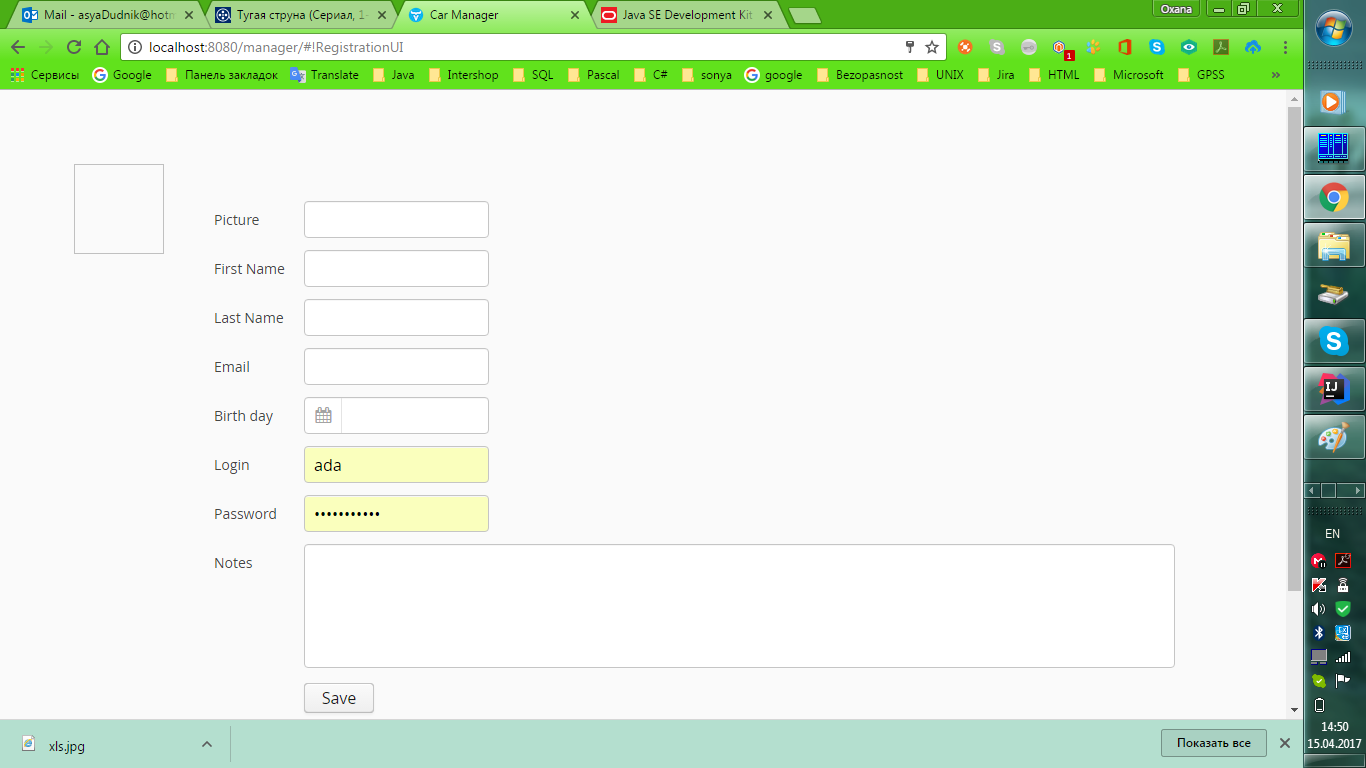 Mail - asyaDudnik@hotm
Тугая струна (Сериал, 1-
Car Manager
Java SE Development Kit
Oxana
localhost:8080/manager/#!RegistrationUI
1
Сервисы
Google
Панель закладок
Translate
Java
Intershop
SQL
Pascal
C#
sonya
google
Bezopasnost
UNIX
Jira
HTML
Microsoft
GPSS
»
Picture
First Name
Last Name
Email
Birth day
Login
ada
Password
•••••••••••
Notes
Save
xls.jpg
Показать все
S
IJ
EN
14:50
15.04.2017